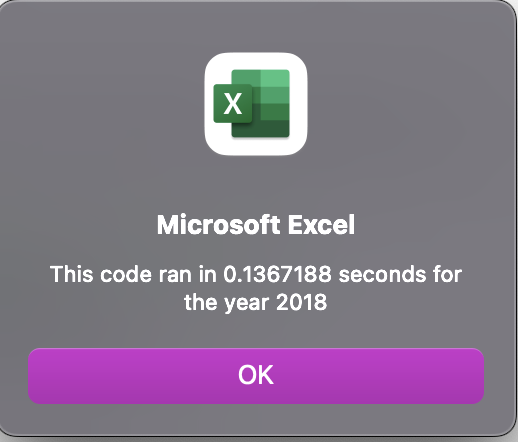 X
Microsoft Excel
This code ran in 0.1367188 seconds for
the year 2018
OK